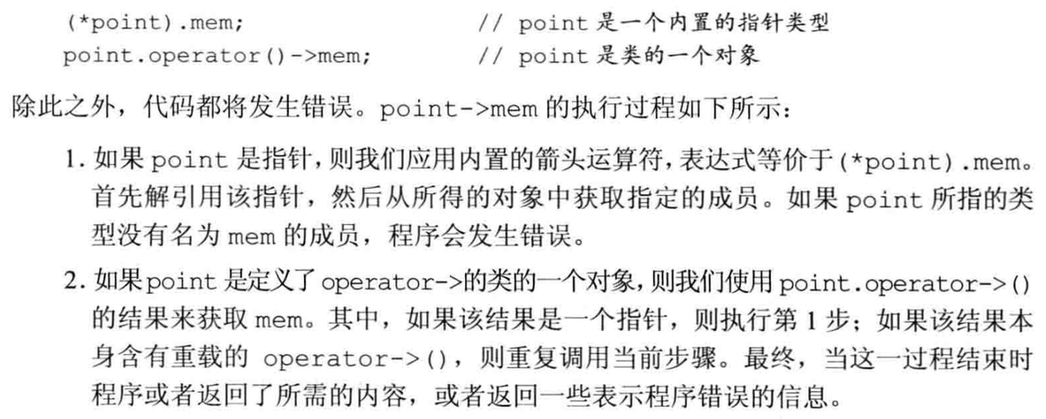 (*point).mem; // point 是一个内置的指针类型
point.operator()->mem; // point 是类的一个对象
除此之外，代码都将发生错误。point->mem 的执行过程如下所示：
1. 如果 point 是指针，则我们应用内置的箭头运算符，表达式等价于(*point).mem。
首先解引用该指针，然后从所得的对象中获取指定的成员。如果 point 所指的类
型没有名为 mem 的成员，程序会发生错误。
2. 如果point 是定义了 operator->的类的一个对象，则我们使用 point.operator->()
的结果来获取 mem。其中，如果该结果是一个指针，则执行第 1 步；如果该结果本
身含有重载的 operator->()，则重复调用当前步骤。最终，当这一过程结束时
程序或者返回了所需的内容，或者返回一些表示程序错误的信息。